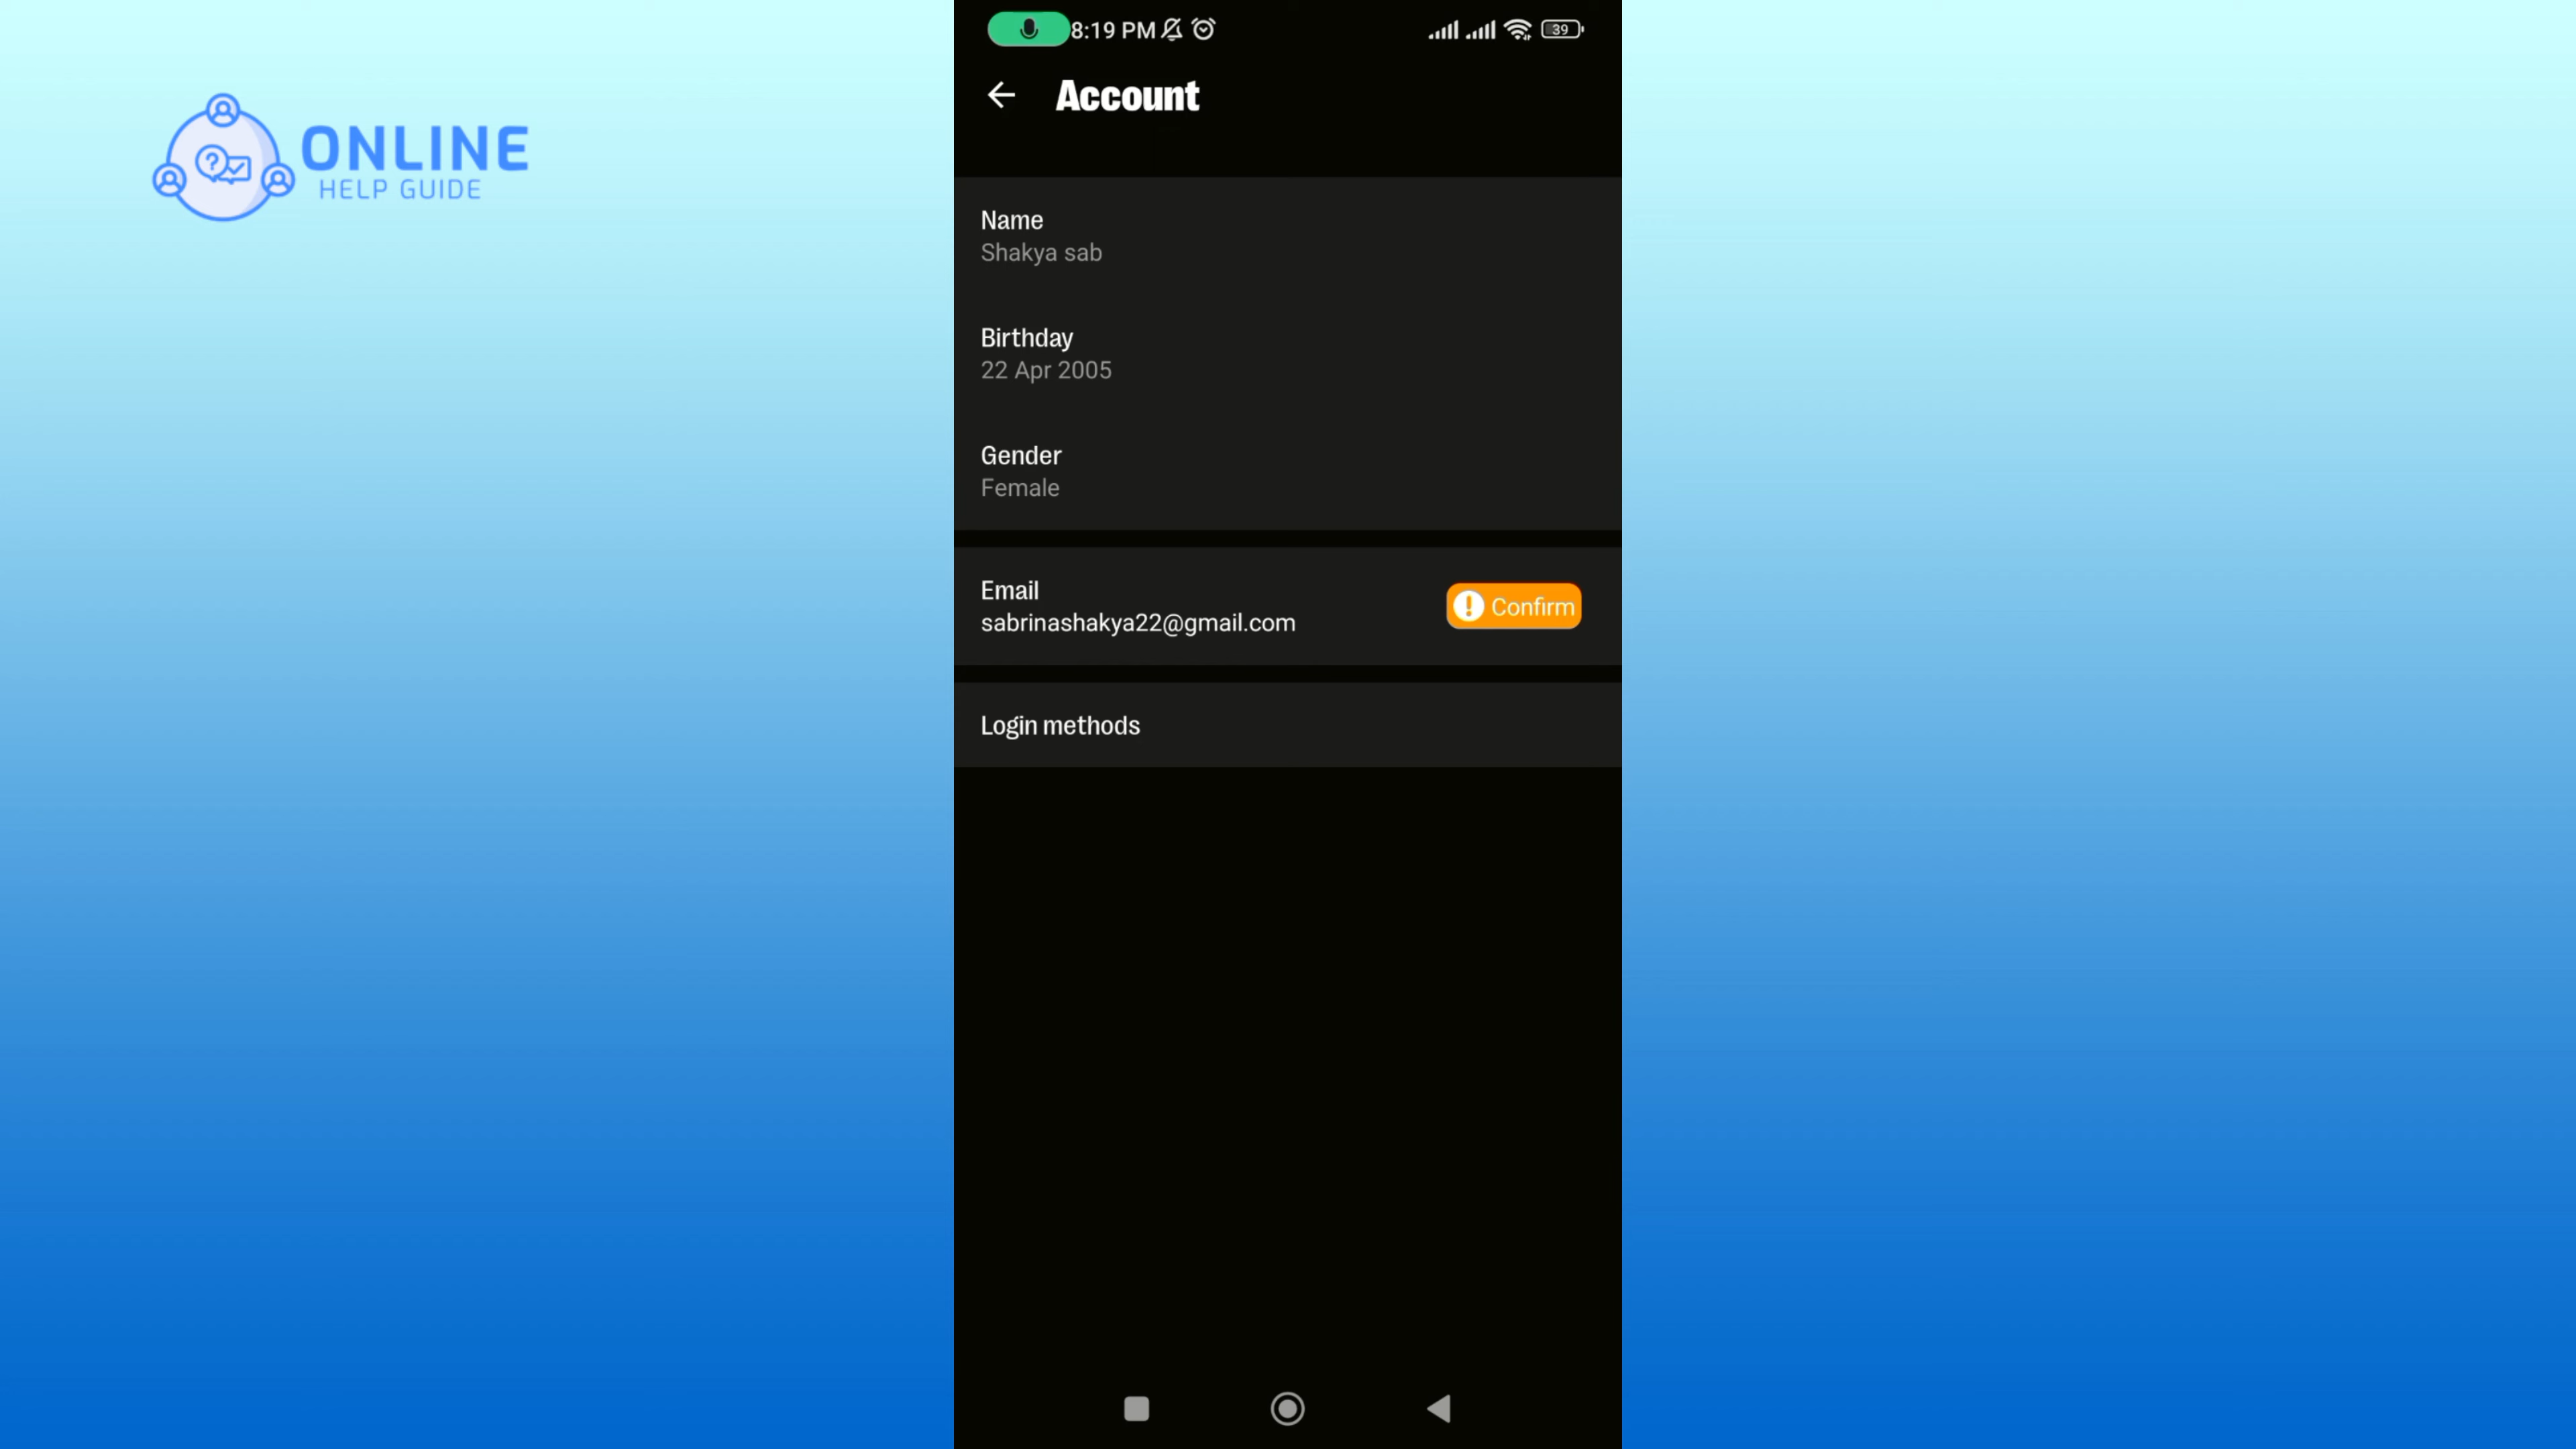 ONLINE
HELP GUIDE
8:19 PM
39
Account
Name
Shakya sab
Birthday
22 Apr 2005
Gender
Female
Email
sabrinashakya22@gmail.com
Confirm
Login methods